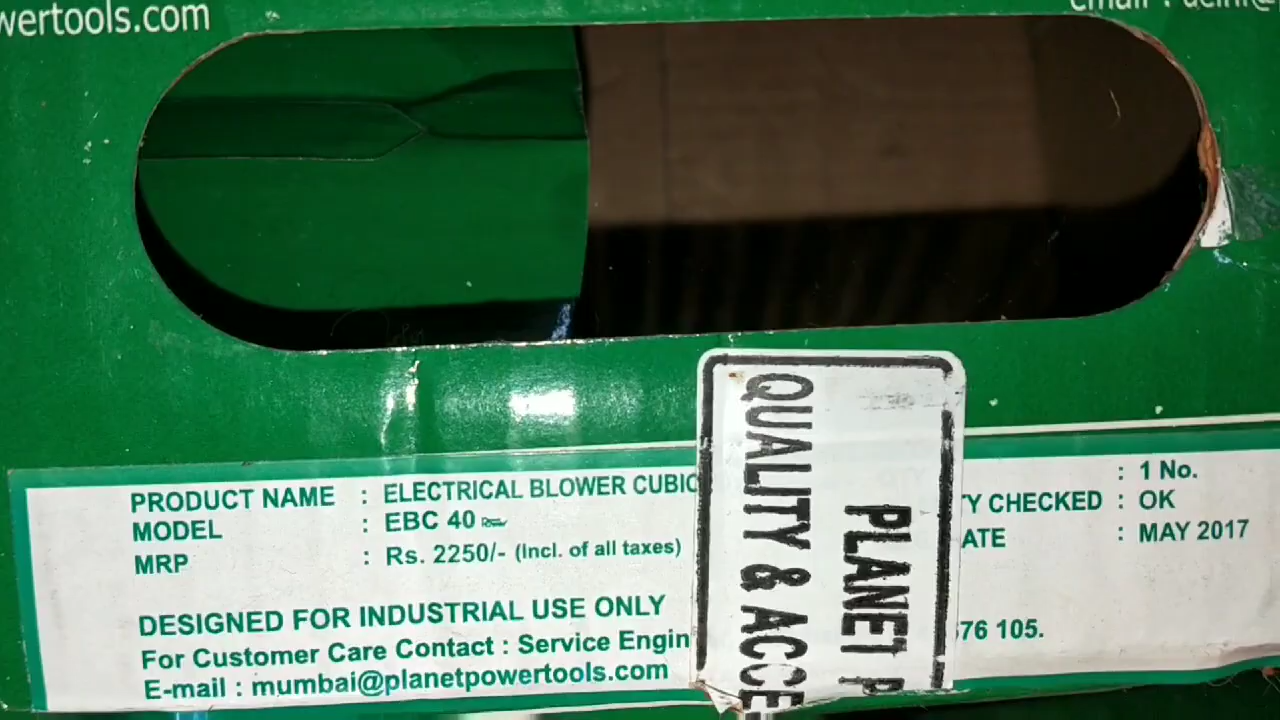 wertools.com
email :
PRODUCT NAME : ELECTRICAL BLOWER CUBIC
MODEL : EBC 40
MRP : Rs. 2250/- (Incl. of all taxes)
DESIGNED FOR INDUSTRIAL USE ONLY
For Customer Care Contact : Service Engin
E-mail : mumbai@planetpowertools.com
: 1 No.
Y CHECKED : OK
ATE : MAY 2017
76 105.
PLANET P
QUALITY & ACCE